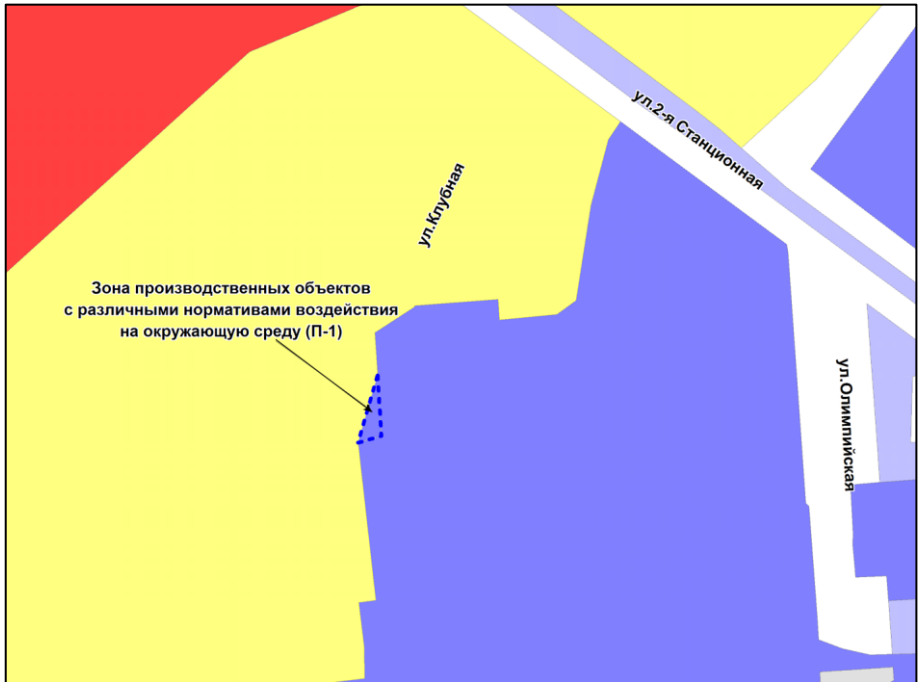 ул.2-я Станционная
ул.Клубная
Зона производственных объектов
с различными нормативами воздействия
на окружающую среду (П-1)
ул.Олимпийская